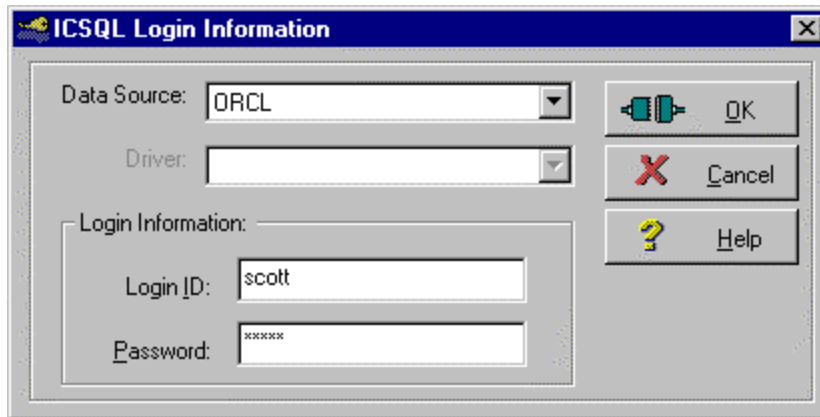 ICSQL Login Information
Data Source: ORCL
OK
Driver:
Cancel
Login Information:
Help
Login ID: scott
Password: *****